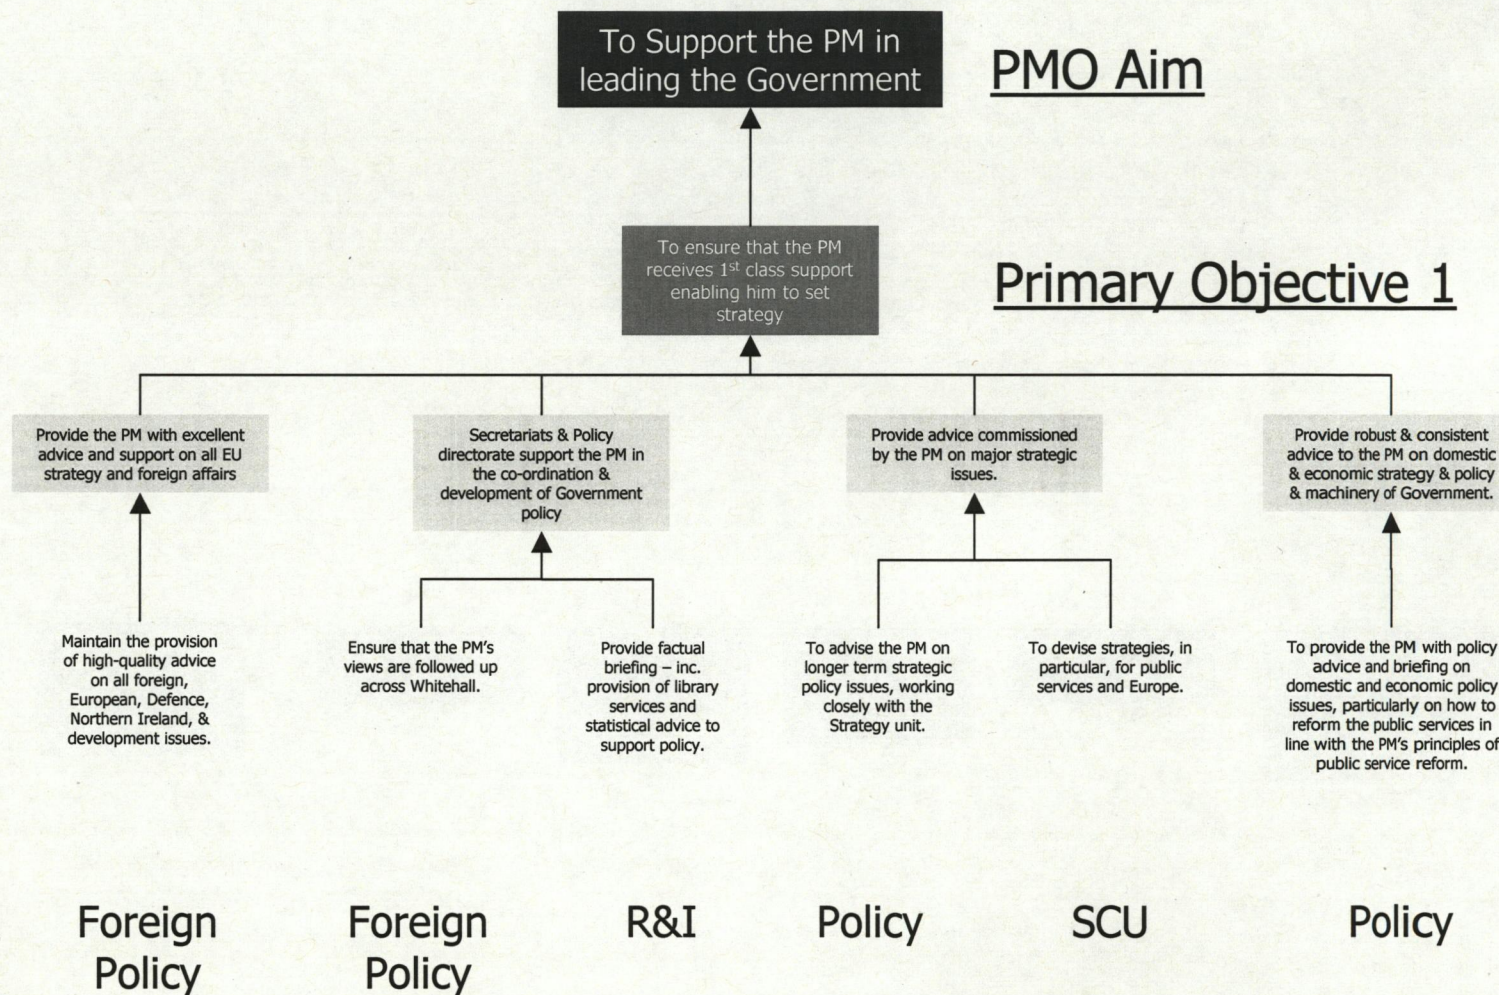 To Support the PM in
leading the Government
PMO Aim
To ensure that the PM
receives 1st class support
enabling him to set
strategy
Primary Objective 1
Provide the PM with excellent
advice and support on all EU
strategy and foreign affairs
Secretariats & Policy
directorate support the PM in
the co-ordination &
development of Government
policy
Provide advice commissioned
by the PM on major strategic
issues.
Provide robust & consistent
advice to the PM on domestic
& economic strategy & policy
& machinery of Government.
Maintain the provision
of high-quality advice
on all foreign,
European, Defence,
Northern Ireland, &
development issues.
Ensure that the PM's
views are followed up
across Whitehall.
Provide factual
briefing – inc.
provision of library
services and
statistical advice to
support policy.
To advise the PM on
longer term strategic
policy issues, working
closely with the
Strategy unit.
To devise strategies, in
particular, for public
services and Europe.
To provide the PM with policy
advice and briefing on
domestic and economic policy
issues, particularly on how to
reform the public services in
line with the PM's principles of
public service reform.
Foreign
Policy
Foreign
Policy
R&I
Policy
SCU
Policy